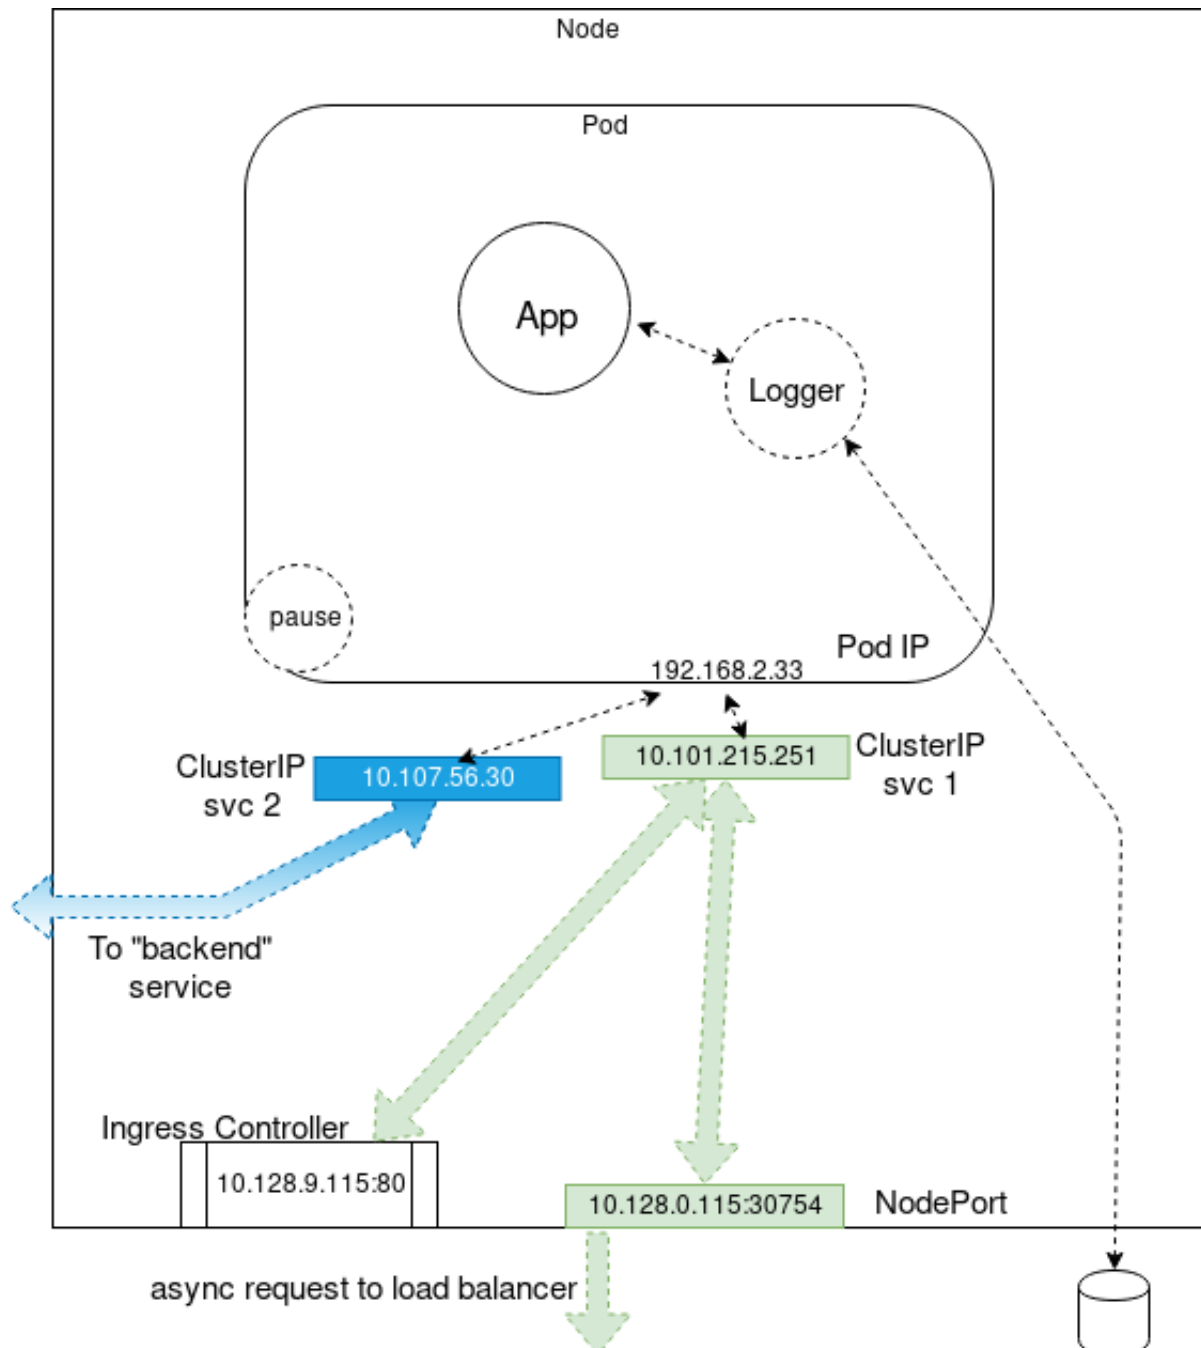 Node
Pod
App
Logger
pause
Pod IP
192.168.2.33
ClusterIP
svc 2
10.107.56.30
10.101.215.251
ClusterIP
svc 1
To "backend"
service
Ingress Controller
10.128.9.115:80
10.128.0.115:30754
NodePort
async request to load balancer